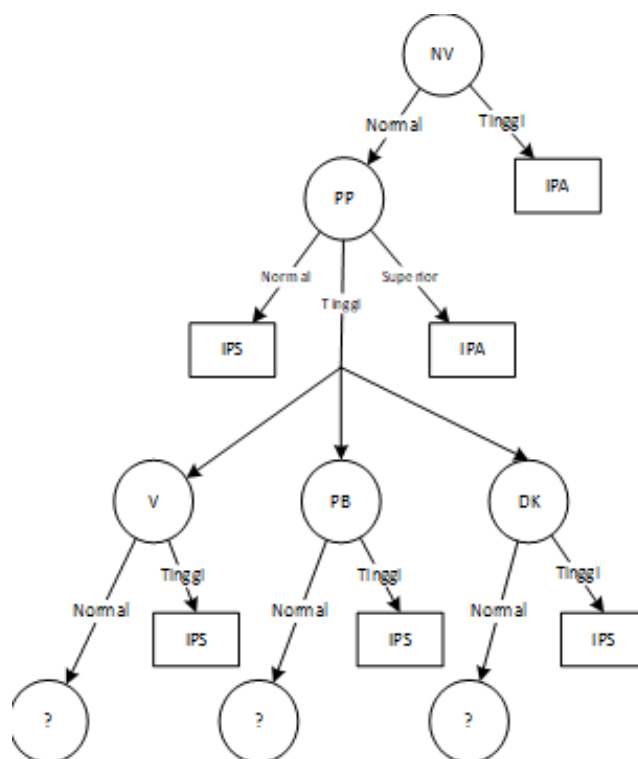 NV
Normal
Tinggi
PP
IPA
Normal
Tinggi
Superior
IPS
IPA
V
PB
DK
Normal
Tinggi
Normal
Tinggi
Normal
Tinggi
IPS
IPS
IPS
?
?
?